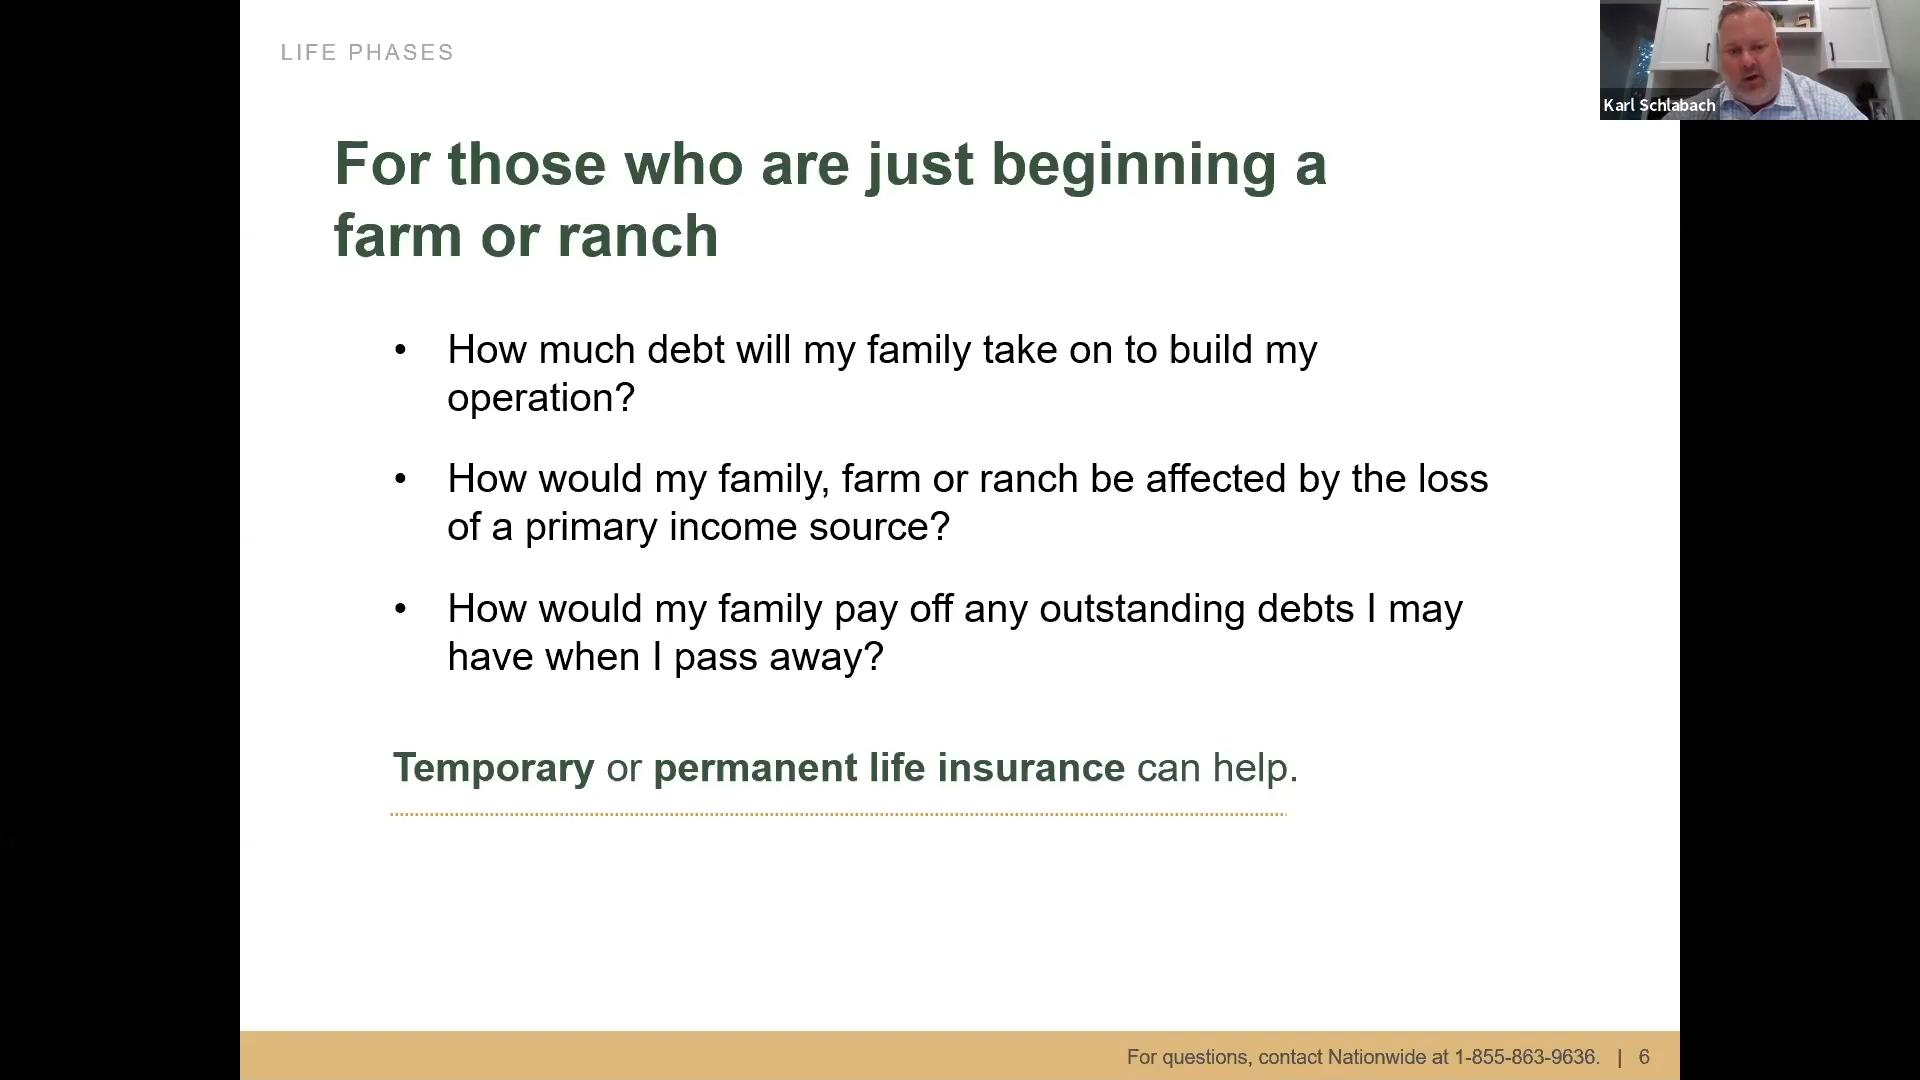 LIFE PHASES
Karl Schlabach
For those who are just beginning a
farm or ranch
• How much debt will my family take on to build my
operation?
• How would my family, farm or ranch be affected by the loss
of a primary income source?
• How would my family pay off any outstanding debts I may
have when I pass away?
Temporary or permanent life insurance can help.
For questions, contact Nationwide at 1-855-863-9636. | 6